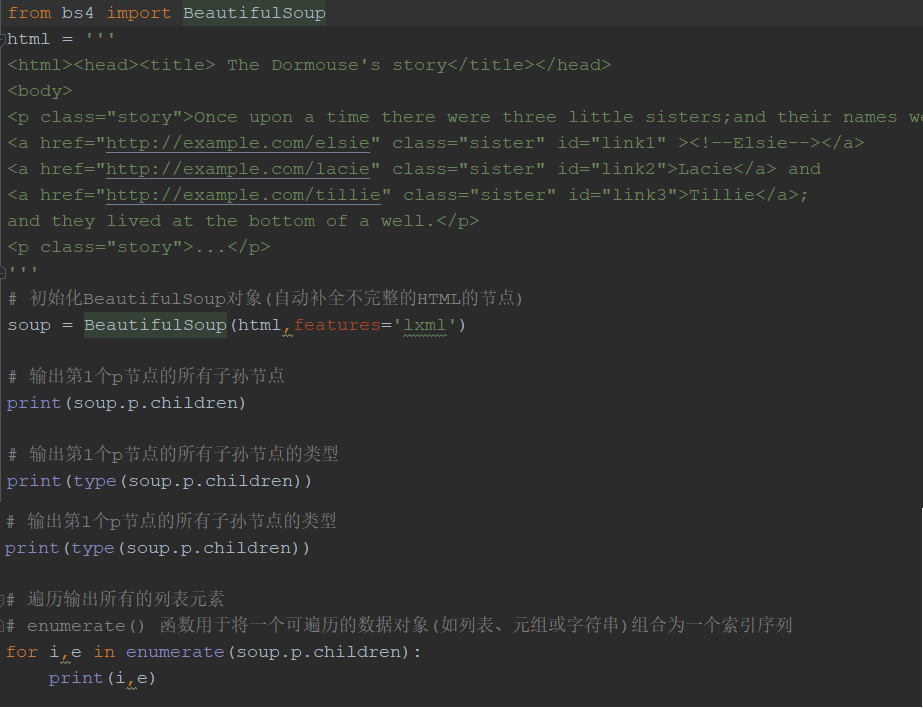 from bs4 import BeautifulSoup
html = '''
<html><head><title> The Dormouse's story</title></head>
<body>
<p class="story">Once upon a time there were three little sisters;and their names we
<a href="http://example.com/elsie" class="sister" id="link1" ><!--Elsie--></a>
<a href="http://example.com/lacie" class="sister" id="link2">Lacie</a> and
<a href="http://example.com/tillie" class="sister" id="link3">Tillie</a>;
and they lived at the bottom of a well.</p>
<p class="story">...</p>
'''
# 初始化BeautifulSoup对象(自动补全不完整的HTML的节点)
soup = BeautifulSoup(html,features='lxml')
# 输出第1个p节点的所有子孙节点
print(soup.p.children)
# 输出第1个p节点的所有子孙节点的类型
print(type(soup.p.children))
# 输出第1个p节点的所有子孙节点的类型
print(type(soup.p.children))
# 遍历输出所有的列表元素
# enumerate() 函数用于将一个可遍历的数据对象(如列表、元组或字符串)组合为一个索引序列
for i,e in enumerate(soup.p.children):
    print(i,e)